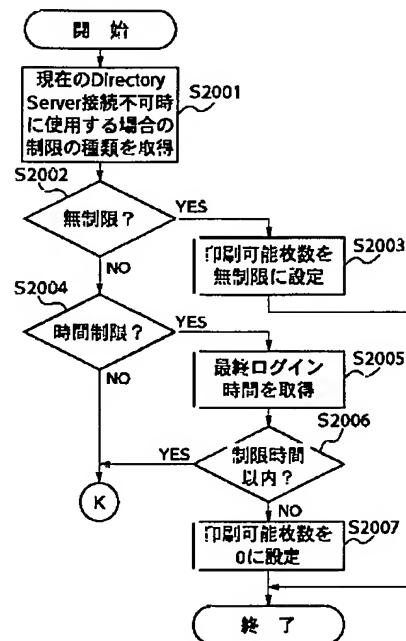 開 始
現在のDirectory
Server接続不可時
に使用する場合の
制限の種類を取得
S2001
S2002
無制限?
YES
NO
印刷可能枚数を
無制限に設定
S2003
S2004
時間制限?
YES
NO
最終ログイン
時間を取得
S2005
S2006
制限時間
以内?
YES
NO
K
印刷可能枚数を
0に設定
S2007
終 了